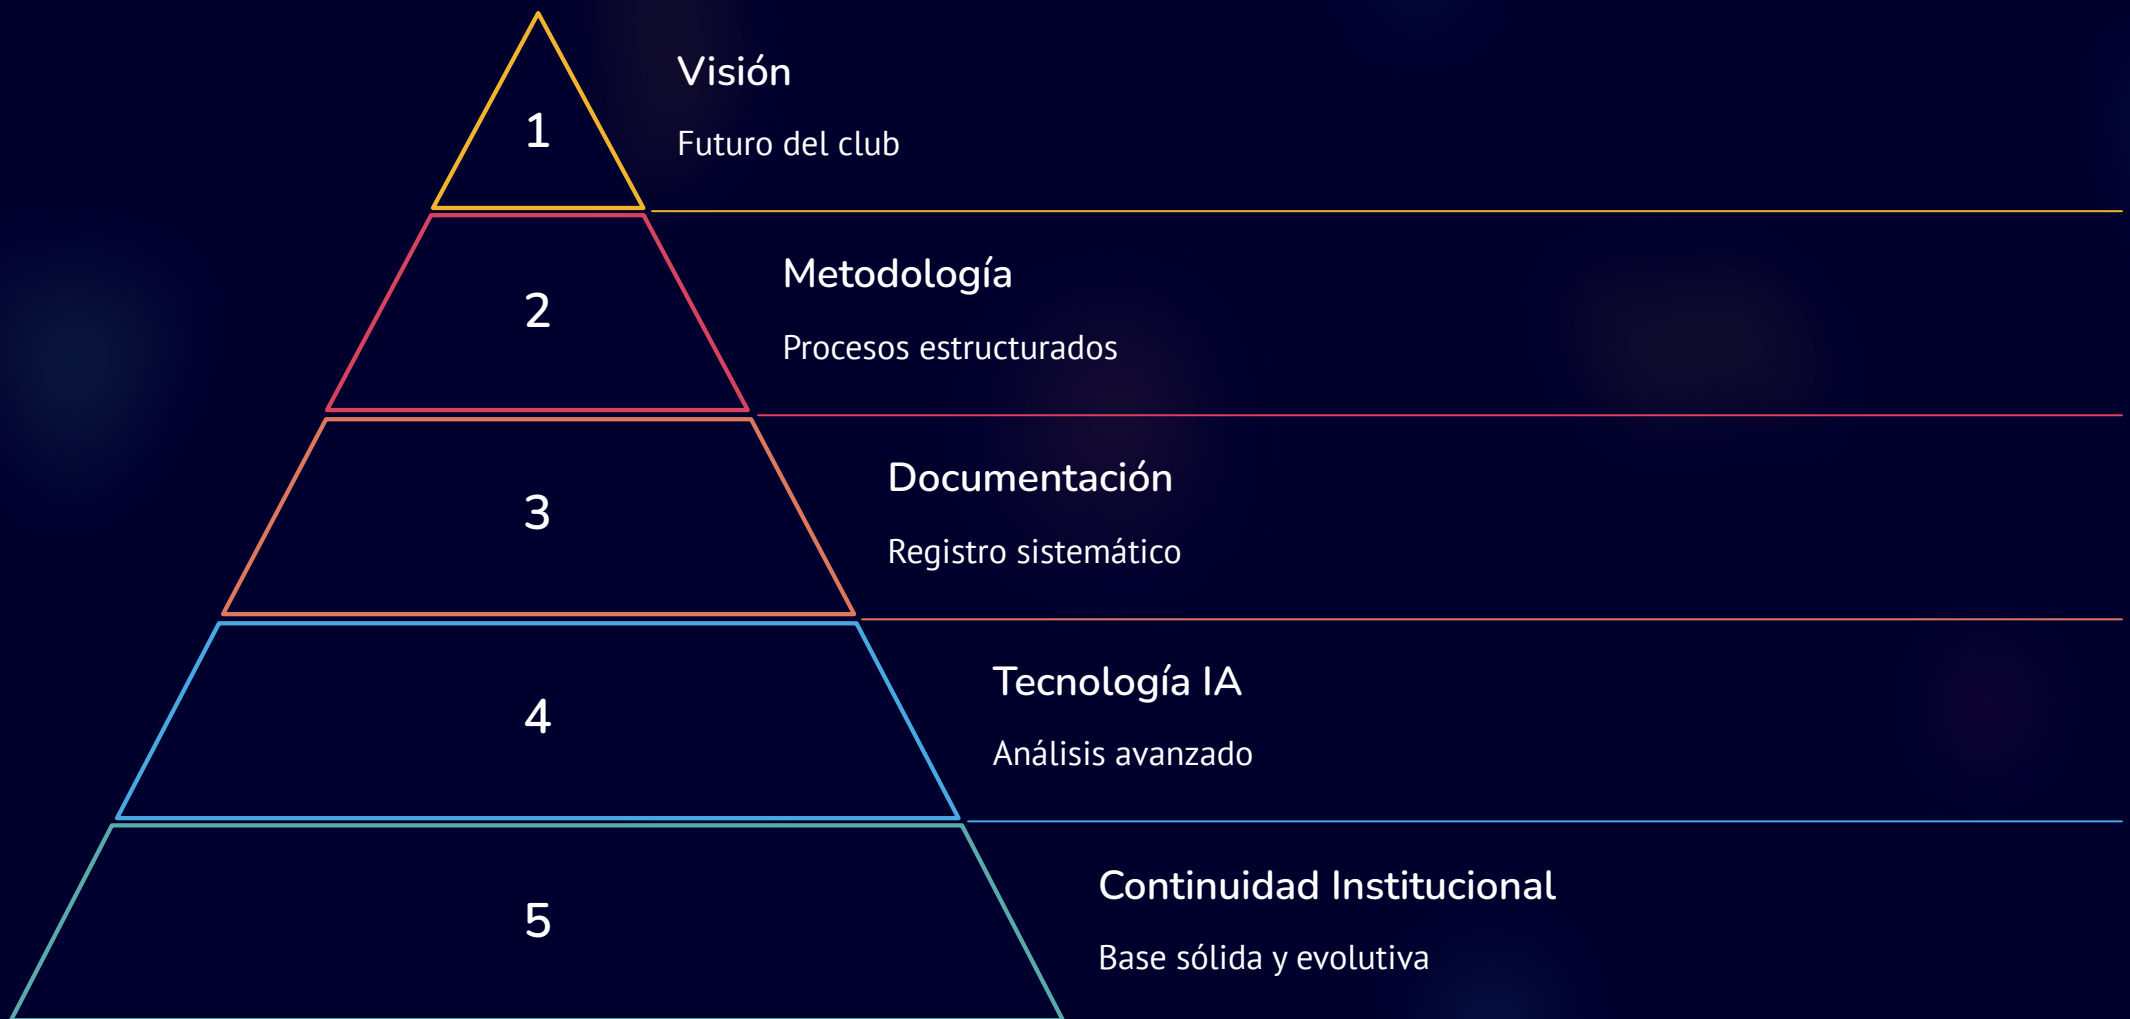 1
Visión
Futuro del club
2
Metodología
Procesos estructurados
3
Documentación
Registro sistemático
4
Tecnología IA
Análisis avanzado
5
Continuidad Institucional
Base sólida y evolutiva